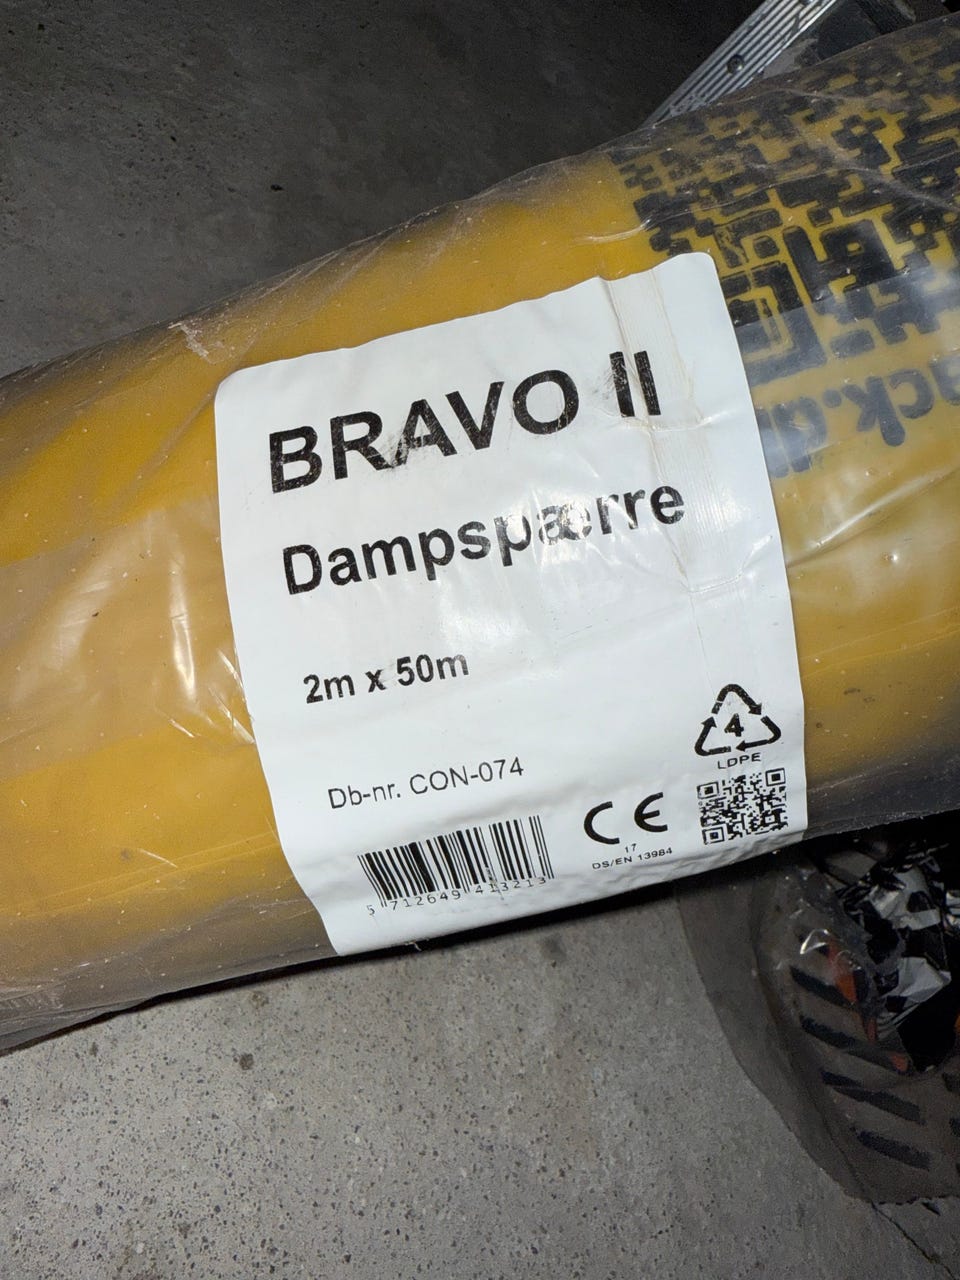 BRAVO II
Dampspærre
2m x 50m
4
LDPE
Db-nr. CON-074
CE
17
DS/EN 13984
5 712649 413213